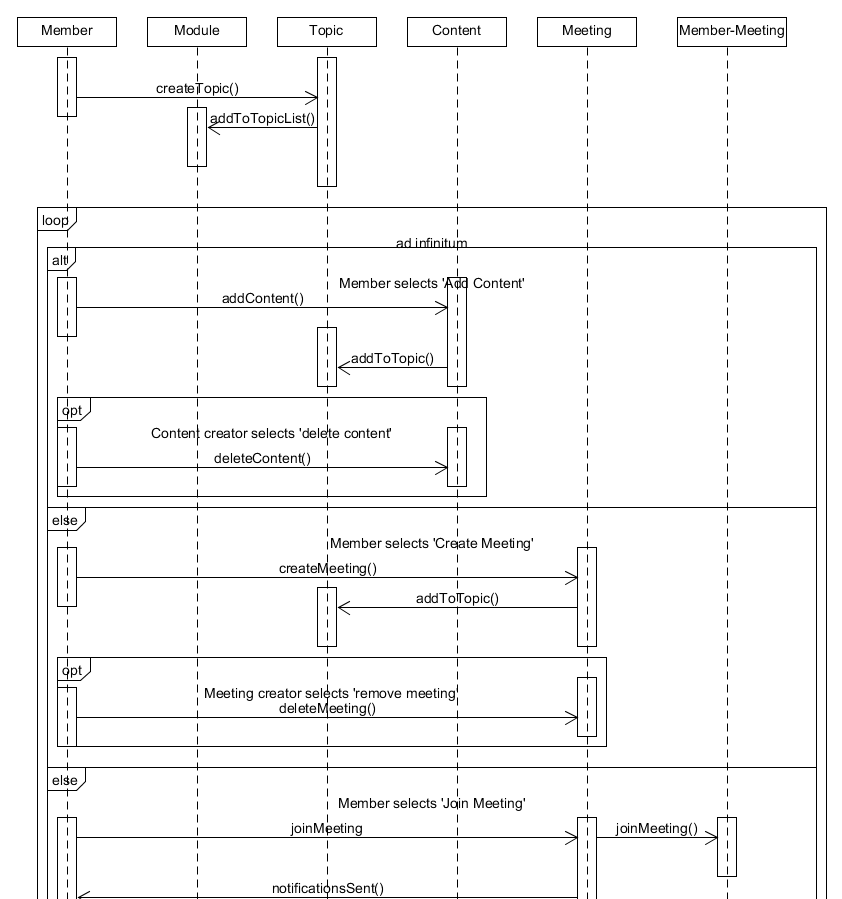 Member
Module
Topic
Content
Meeting
Member-Meeting
createTopic()
addToTopicList()
loop
ad infinitum
alt
Member selects 'Add Content'
addContent()
addToTopic()
opt
Content creator selects 'delete content'
deleteContent()
else
Member selects 'Create Meeting'
createMeeting()
addToTopic()
opt
Meeting creator selects 'remove meeting'
deleteMeeting()
else
Member selects 'Join Meeting'
joinMeeting
joinMeeting()
notificationsSent()